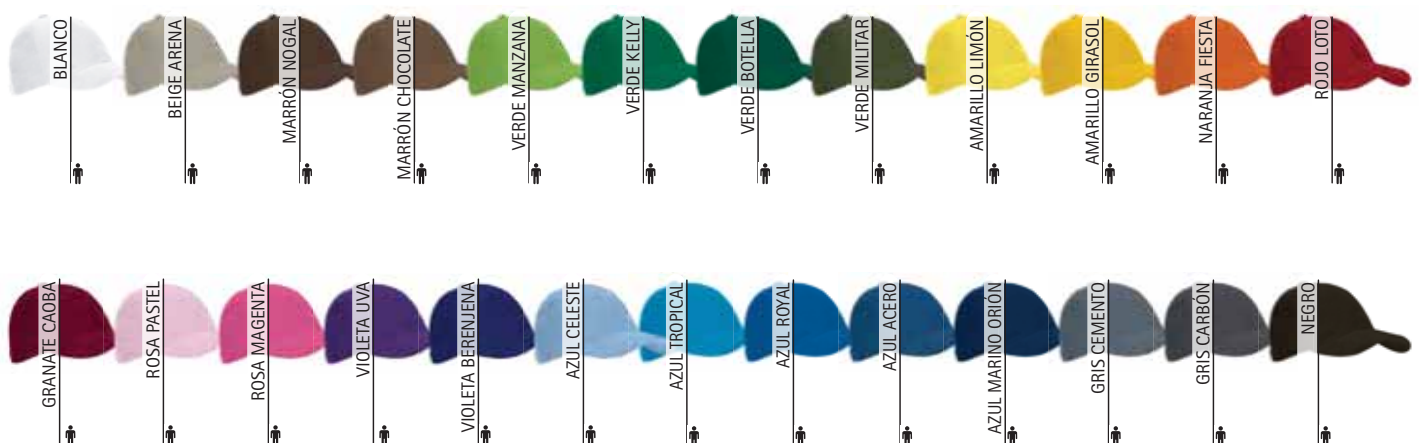 BLANCO
BEIGE ARENA
MARRÓN NOGAL
MARRÓN CHOCOLATE
VERDE MANZANA
VERDE KELLY
VERDE BOTELLA
VERDE MILITAR
AMARILLO LIMÓN
AMARILLO GIRASOL
NARANJA FIESTA
ROJO LOTO
GRANATE CAOBA
ROSA PASTEL
ROSA MAGENTA
VIOLETA UVA
VIOLETA BERENJENA
AZUL CELESTE
AZUL TROPICAL
AZUL ROYAL
AZUL ACERO
AZUL MARINO ORIÓN
GRIS CEMENTO
GRIS CARBÓN
NEGRO